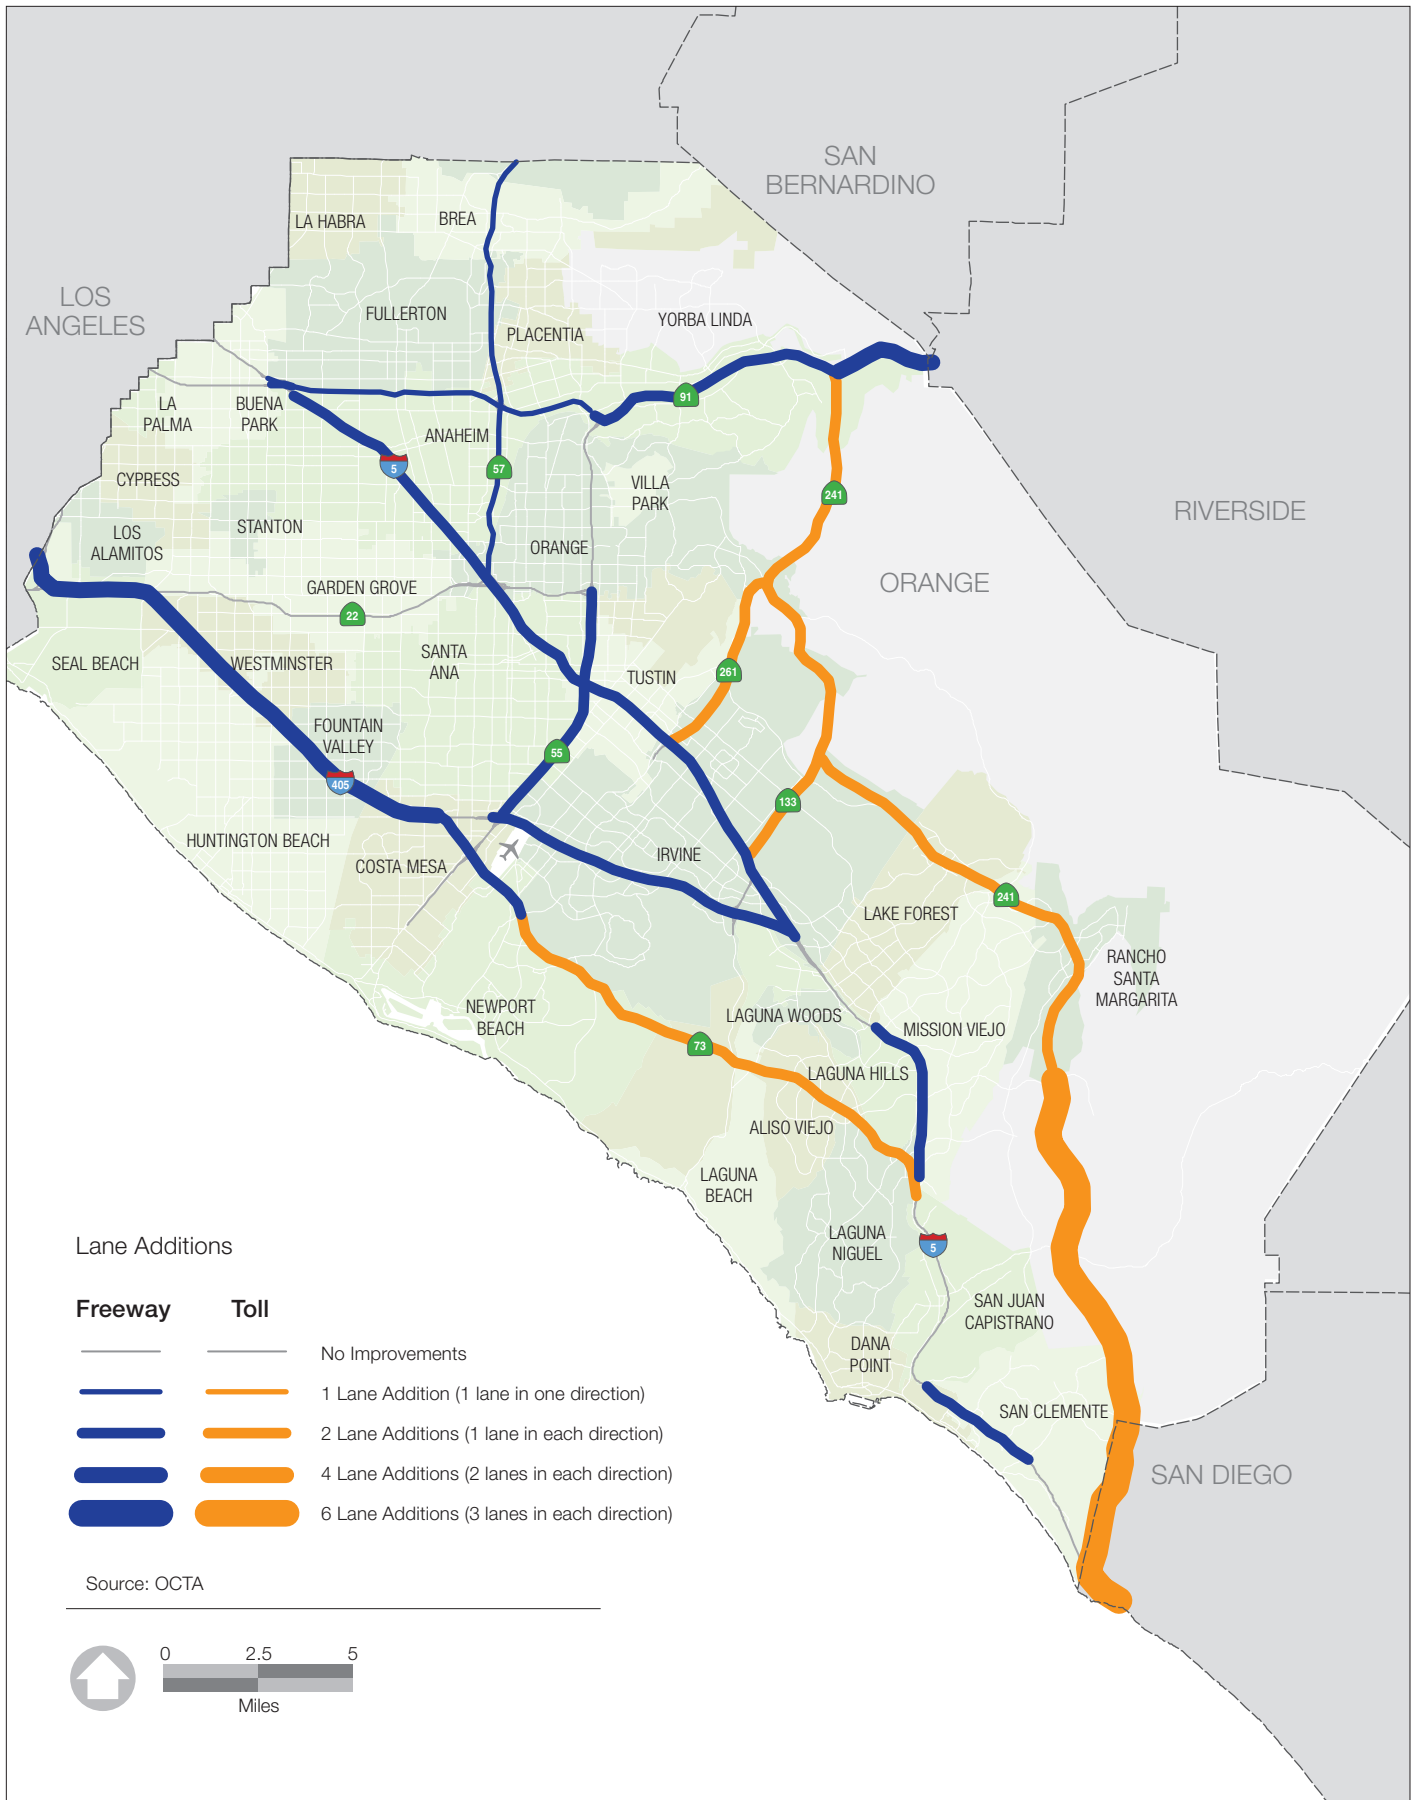 SAN
BERNARDINO
LA HABRA
BREA
LOS
ANGELES
FULLERTON
PLACENTIA
YORBA LINDA
LA
PALMA
BUENA
PARK
91
ANAHEIM
5
57
CYPRESS
VILLA
PARK
241
RIVERSIDE
STANTON
LOS
ALAMITOS
ORANGE
ORANGE
GARDEN GROVE
22
SEAL BEACH
WESTMINSTER
SANTA
ANA
TUSTIN
261
FOUNTAIN
VALLEY
55
405
133
HUNTINGTON BEACH
COSTA MESA
IRVINE
241
LAKE FOREST
RANCHO
SANTA
MARGARITA
NEWPORT
BEACH
LAGUNA WOODS
MISSION VIEJO
73
LAGUNA HILLS
ALISO VIEJO
LAGUNA
BEACH
LAGUNA
NIGUEL
5
SAN JUAN
CAPISTRANO
DANA
POINT
SAN CLEMENTE
SAN DIEGO
Lane Additions
Freeway Toll
No Improvements
1 Lane Addition (1 lane in one direction)
2 Lane Additions (1 lane in each direction)
4 Lane Additions (2 lanes in each direction)
6 Lane Additions (3 lanes in each direction)
Source: OCTA
0 2.5 5
Miles